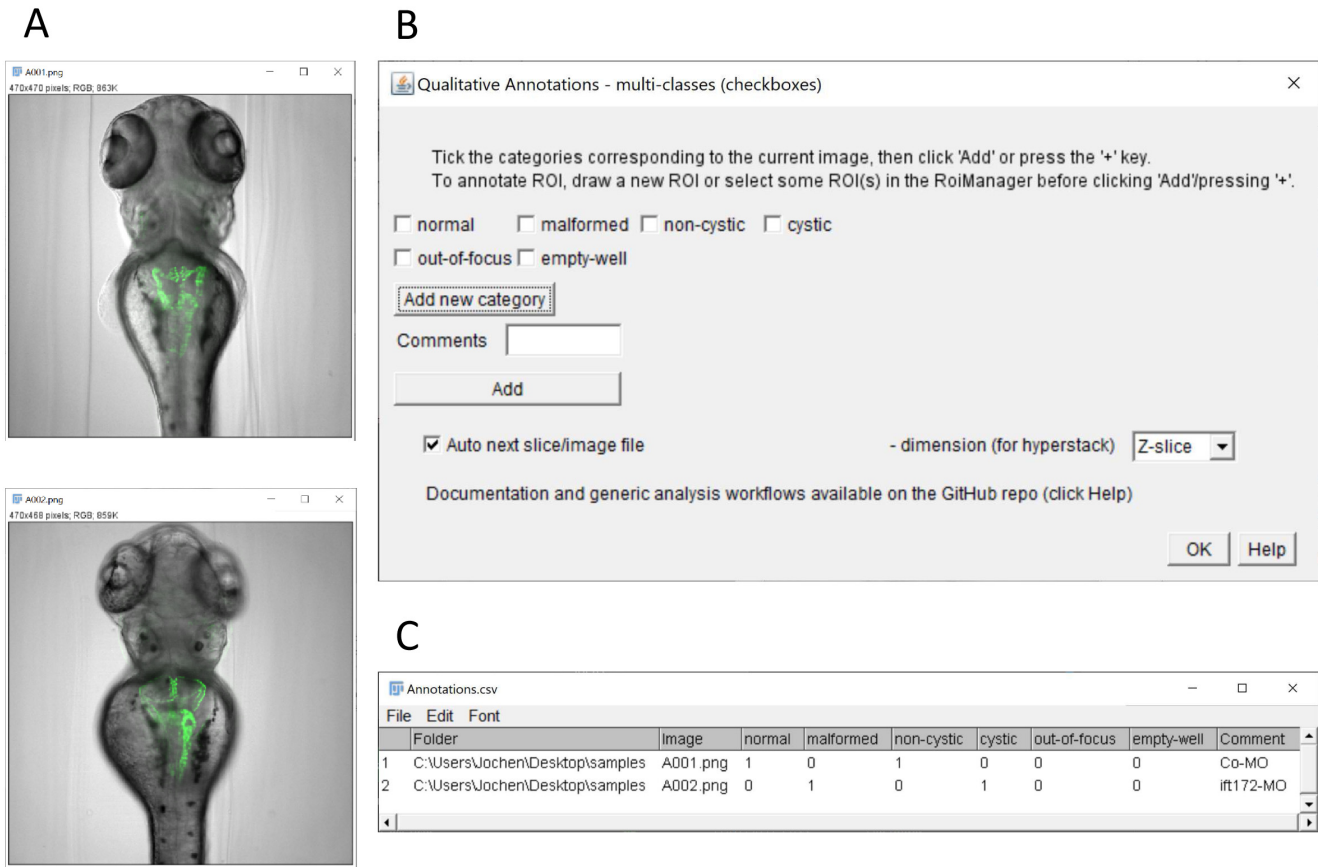 A
A001.png
470x470 pixels; RGB; 863K
A002.png
470x468 pixels; RGB; 859K
B
Qualitative Annotations - multi-classes (checkboxes)
Tick the categories corresponding to the current image, then click 'Add' or press the '+' key.
To annotate ROI, draw a new ROI or select some ROI(s) in the RoiManager before clicking 'Add'/pressing '+'.
normal malformed non-cystic cystic
out-of-focus empty-well
Add new category
Comments
Add
Auto next slice/image file - dimension (for hyperstack) Z-slice
Documentation and generic analysis workflows available on the GitHub repo (click Help)
OK Help
C
Annotations.csv
File Edit Font
Folder Image normal malformed non-cystic cystic out-of-focus empty-well Comment
1 C:\Users\Jochen\Desktop\samples A001.png 1 0 1 0 0 0 Co-MO
2 C:\Users\Jochen\Desktop\samples A002.png 0 1 0 1 0 0 ift172-MO